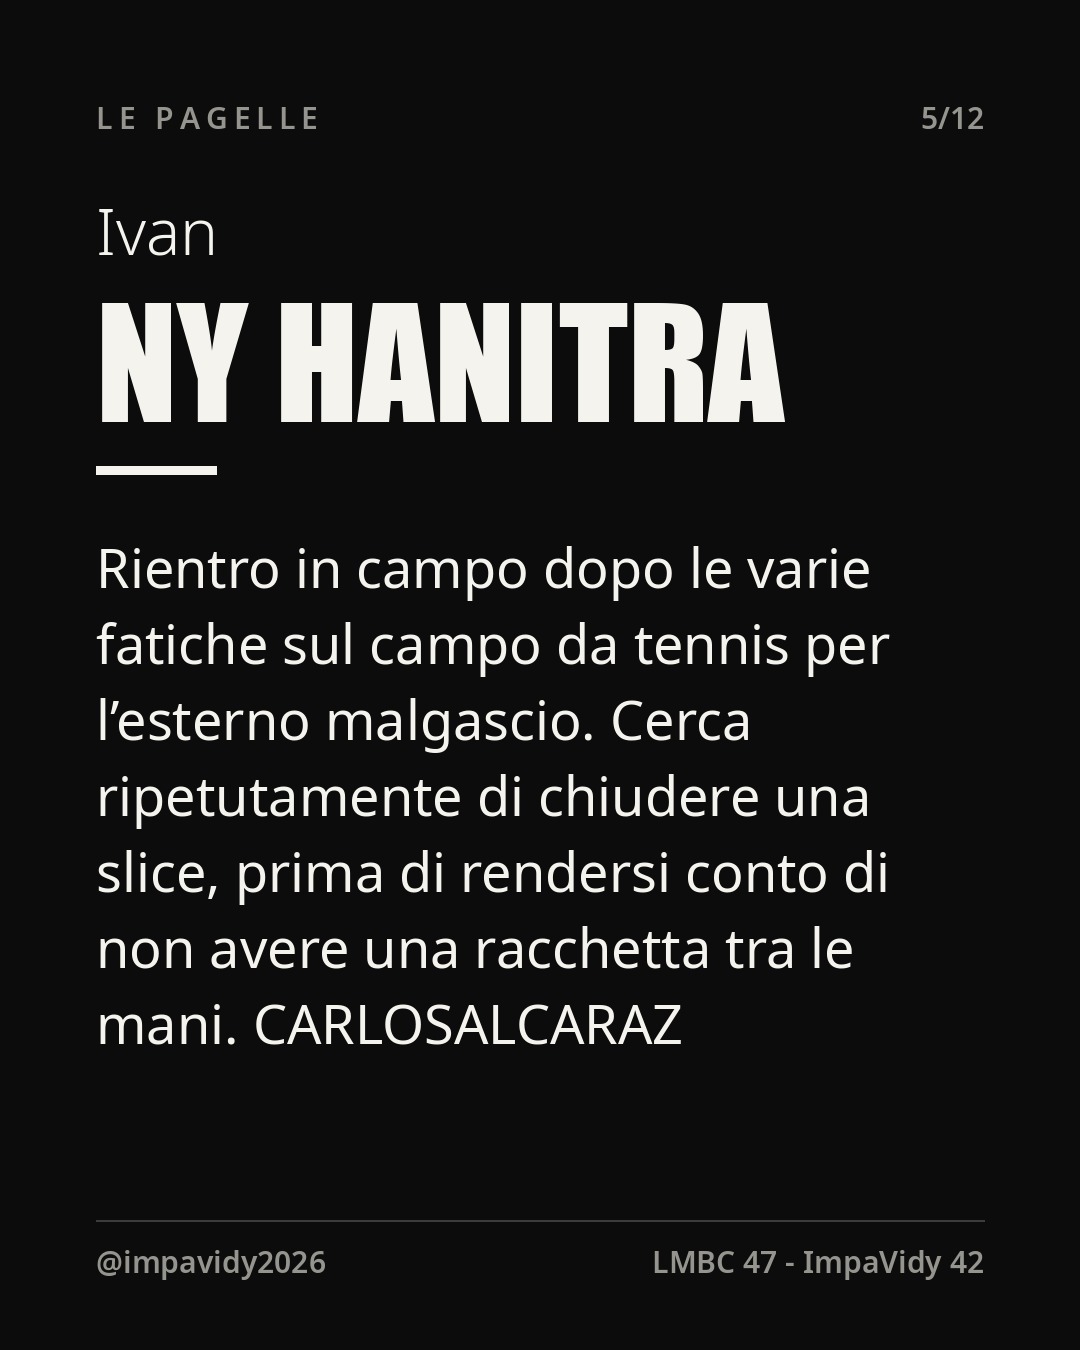 LE PAGELLE
5/12
Ivan
NY HANITRA
Rientro in campo dopo le varie
fatiche sul campo da tennis per
l’esterno malgascio. Cerca
ripetutamente di chiudere una
slice, prima di rendersi conto di
non avere una racchetta tra le
mani. CARLOSALCARAZ
@impavidy2026
LMBC 47 - ImpaVidy 42